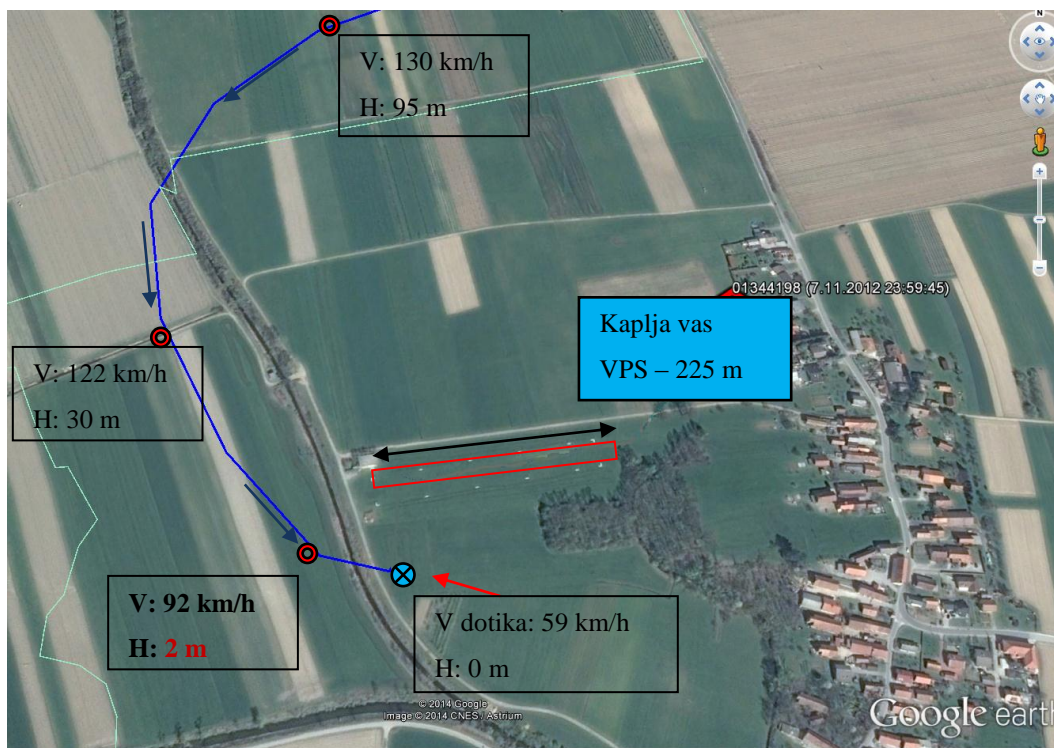 N
V: 130 km/h
H: 95 m
01344198 (7.11.2012 23:59:45)
Kaplja vas
VPS – 225 m
V: 122 km/h
H: 30 m
V: 92 km/h
H: 2 m
V dotika: 59 km/h
H: 0 m
© 2014 Google
Image © 2014 CNES / Astrium
Google earth